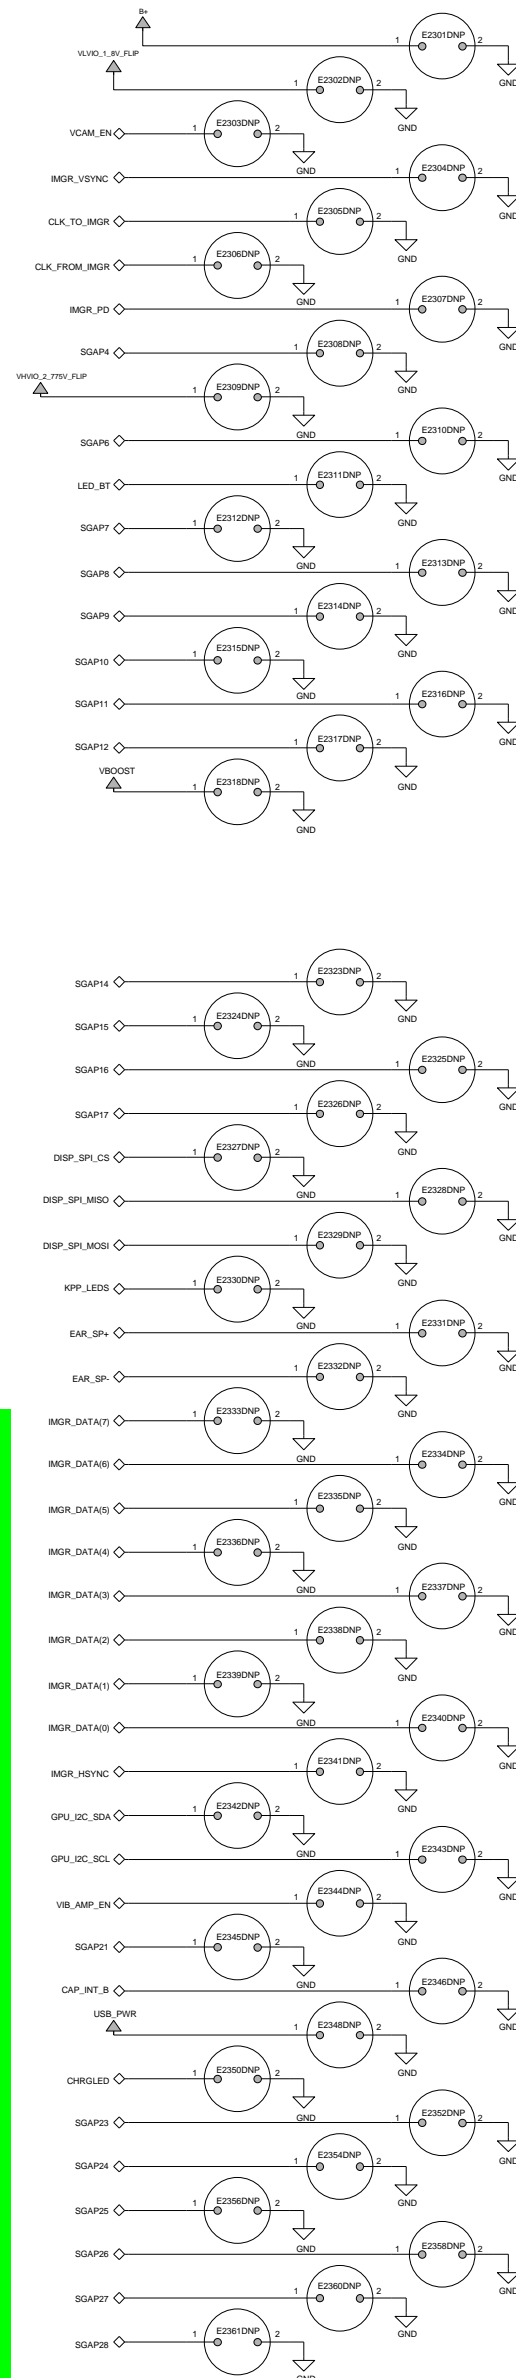 B+
1 E2301DNP 2
GND
VLVIO_1_8V_FLIP
1 E2302DNP 2
GND
VCAM_EN 1 E2303DNP 2
GND
IMGR_VSYNC 1 E2304DNP 2
GND
CLK_TO_IMGR 1 E2305DNP 2
GND
CLK_FROM_IMGR 1 E2306DNP 2
GND
IMGR_PD 1 E2307DNP 2
GND
SGAP4 1 E2308DNP 2
GND
VHVIO_2_775V_FLIP
1 E2309DNP 2
GND
SGAP6 1 E2310DNP 2
GND
LED_BT 1 E2311DNP 2
GND
SGAP7 1 E2312DNP 2
GND
SGAP8 1 E2313DNP 2
GND
SGAP9 1 E2314DNP 2
GND
SGAP10 1 E2315DNP 2
GND
SGAP11 1 E2316DNP 2
GND
SGAP12 1 E2317DNP 2
GND
VBOOST
1 E2318DNP 2
GND
SGAP14 1 E2323DNP 2
GND
SGAP15 1 E2324DNP 2
GND
SGAP16 1 E2325DNP 2
GND
SGAP17 1 E2326DNP 2
GND
DISP_SPI_CS 1 E2327DNP 2
GND
DISP_SPI_MISO 1 E2328DNP 2
GND
DISP_SPI_MOSI 1 E2329DNP 2
GND
KPP_LEDS 1 E2330DNP 2
GND
EAR_SP+ 1 E2331DNP 2
GND
EAR_SP- 1 E2332DNP 2
GND
IMGR_DATA(7) 1 E2333DNP 2
GND
IMGR_DATA(6) 1 E2334DNP 2
GND
IMGR_DATA(5) 1 E2335DNP 2
GND
IMGR_DATA(4) 1 E2336DNP 2
GND
IMGR_DATA(3) 1 E2337DNP 2
GND
IMGR_DATA(2) 1 E2338DNP 2
GND
IMGR_DATA(1) 1 E2339DNP 2
GND
IMGR_DATA(0) 1 E2340DNP 2
GND
IMGR_HSYNC 1 E2341DNP 2
GND
GPU_I2C_SDA 1 E2342DNP 2
GND
GPU_I2C_SCL 1 E2343DNP 2
GND
VIB_AMP_EN 1 E2344DNP 2
GND
SGAP21 1 E2345DNP 2
GND
CAP_INT_B 1 E2346DNP 2
GND
USB_PWR
1 E2348DNP 2
GND
CHRGLED 1 E2350DNP 2
GND
SGAP23 1 E2352DNP 2
GND
SGAP24 1 E2354DNP 2
GND
SGAP25 1 E2356DNP 2
GND
SGAP26 1 E2358DNP 2
GND
SGAP27 1 E2360DNP 2
GND
SGAP28 1 E2361DNP 2
GND